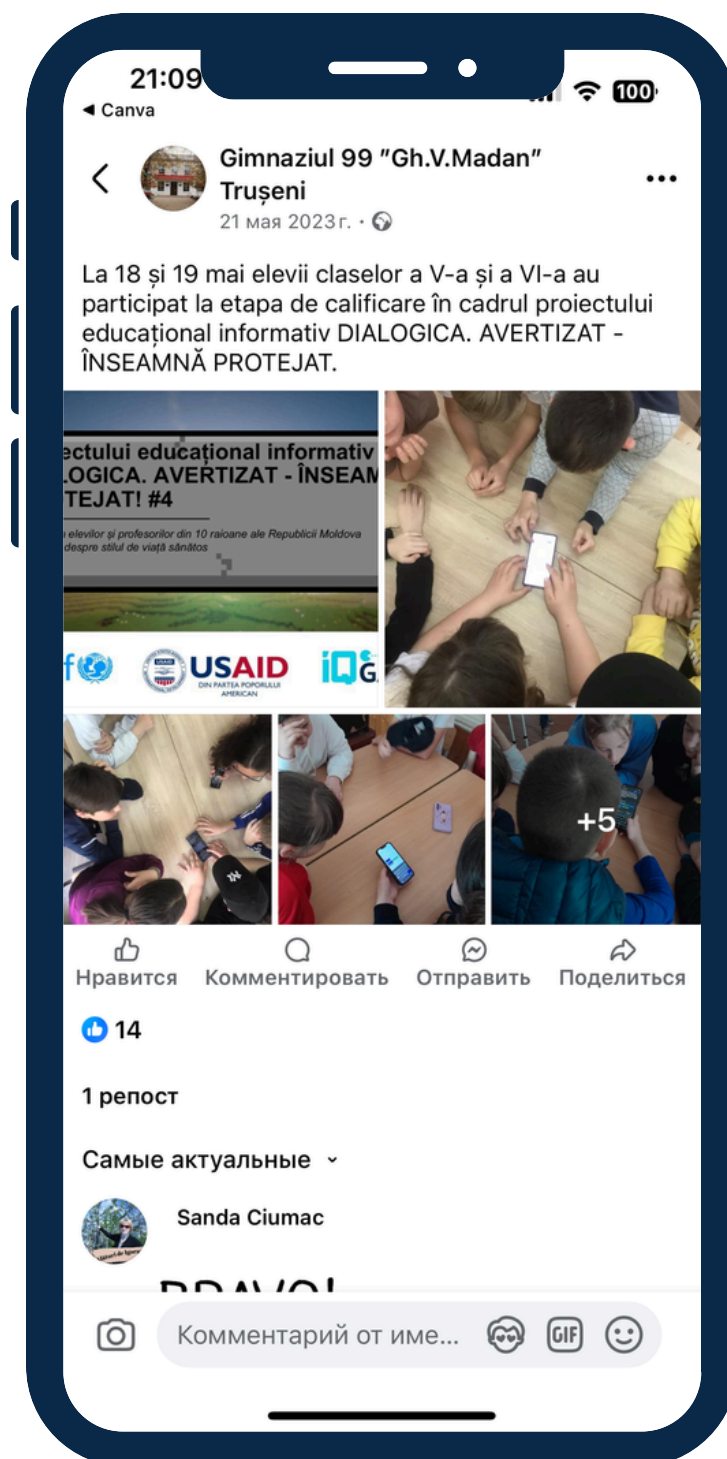 21:09
100
◀ Canva
Gimnaziul 99 "Gh.V.Madan"
Trușeni
21 мая 2023 г. ·
La 18 și 19 mai elevii claselor a V-a și a VI-a au
participat la etapa de calificare în cadrul proiectului
educațional informativ DIALOGICA. AVERTIZAT -
ÎNSEAMNĂ PROTEJAT.
ectului educațional informativ
LOGICA. AVERTIZAT - ÎNSEAM
TEJAT! #4
elevilor și profesorilor din 10 raioane ale Republicii Moldova
despre stilul de viață sănătos
f
USAID
USAID
DIN PARTEA POPORULUI
AMERICAN
iQ
G
+5
Нравится
Комментировать
Отправить
Поделиться
14
1 репост
Самые актуальные
Sanda Ciumac
BRAVO!
Комментарий от име...
GIF